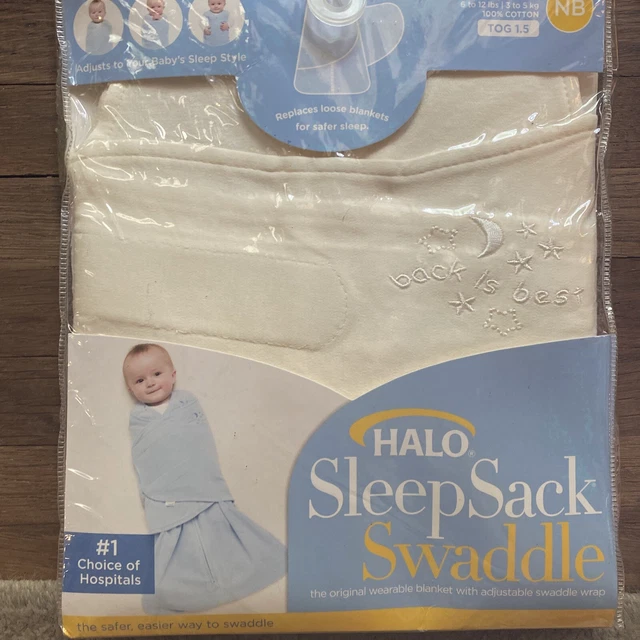 6 to 12 lbs | 3 to 5 kg
100% COTTON
TOG 1.5
NB
Adjusts to Your Baby's Sleep Style
Replaces loose blankets
for safer sleep.
back is best
HALO®
SleepSack
Swaddle
the original wearable blanket with adjustable swaddle wrap
#1
Choice of
Hospitals
the safer, easier way to swaddle